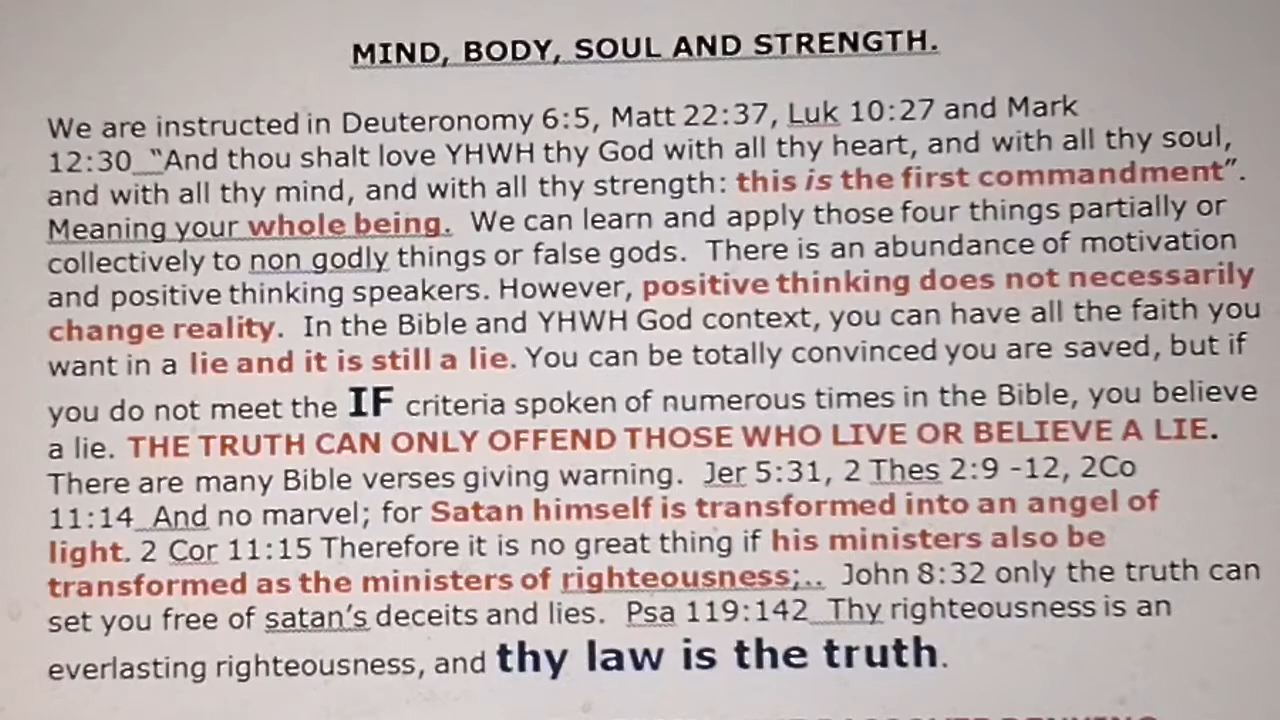 MIND, BODY, SOUL AND STRENGTH.
We are instructed in Deuteronomy 6:5, Matt 22:37, Luk 10:27 and Mark
12:30 "And thou shalt love YHWH thy God with all thy heart, and with all thy soul,
and with all thy mind, and with all thy strength: this is the first commandment".
Meaning your whole being. We can learn and apply those four things partially or
collectively to non godly things or false gods. There is an abundance of motivation
and positive thinking speakers. However, positive thinking does not necessarily
change reality. In the Bible and YHWH God context, you can have all the faith you
want in a lie and it is still a lie. You can be totally convinced you are saved, but if
you do not meet the IF criteria spoken of numerous times in the Bible, you believe
a lie. THE TRUTH CAN ONLY OFFEND THOSE WHO LIVE OR BELIEVE A LIE.
There are many Bible verses giving warning. Jer 5:31, 2 Thes 2:9 -12, 2Co
11:14 And no marvel; for Satan himself is transformed into an angel of
light. 2 Cor 11:15 Therefore it is no great thing if his ministers also be
transformed as the ministers of righteousness;.. John 8:32 only the truth can
set you free of satan's deceits and lies. Psa 119:142 Thy righteousness is an
everlasting righteousness, and thy law is the truth.